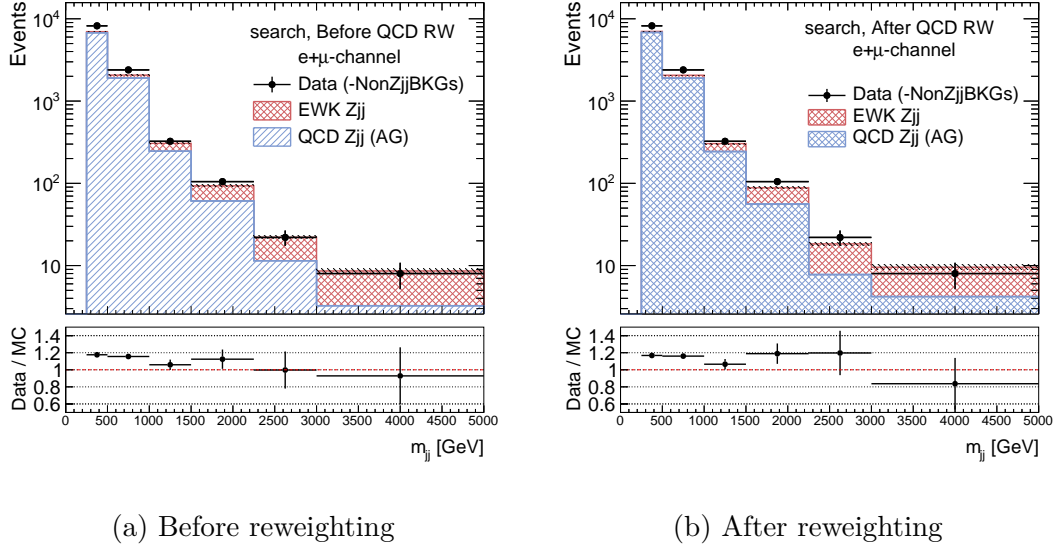 (a)
Events
10⁴
10³
10²
10
search, Before QCD RW
e+μ-channel
Data (-NonZjjBKGs)
EWK Zjj
QCD Zjj (AG)
Data / MC
1.4
1.2
1
0.8
0.6
0 500 1000 1500 2000 2500 3000 3500 4000 4500 5000
m_jj [GeV]
(a) Before reweighting
(b)
Events
10⁴
10³
10²
10
search, After QCD RW
e+μ-channel
Data (-NonZjjBKGs)
EWK Zjj
QCD Zjj (AG)
Data / MC
1.4
1.2
1
0.8
0.6
0 500 1000 1500 2000 2500 3000 3500 4000 4500 5000
m_jj [GeV]
(b) After reweighting